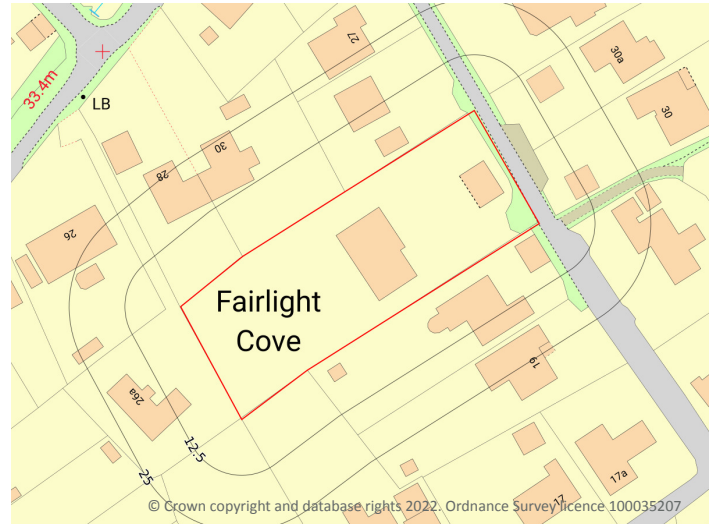 27
30a
33.4m
LB
30
30
28
26
Fairlight
Cove
19
26a
12.5
25
17a
17
© Crown copyright and database rights 2022. Ordnance Survey licence 100035207